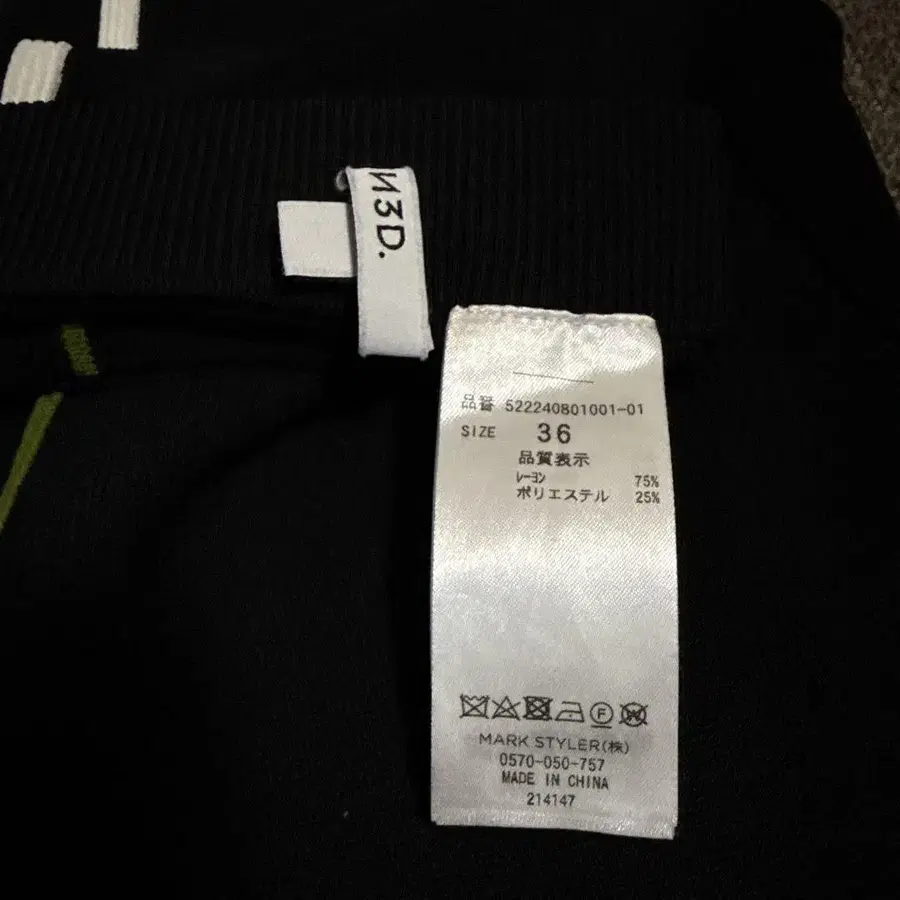 И3D.
品番 522240801001-01
SIZE 36
品質表示
レーヨン 75%
ポリエステル 25%
F W
MARK STYLER(株)
0570-050-757
MADE IN CHINA
214147